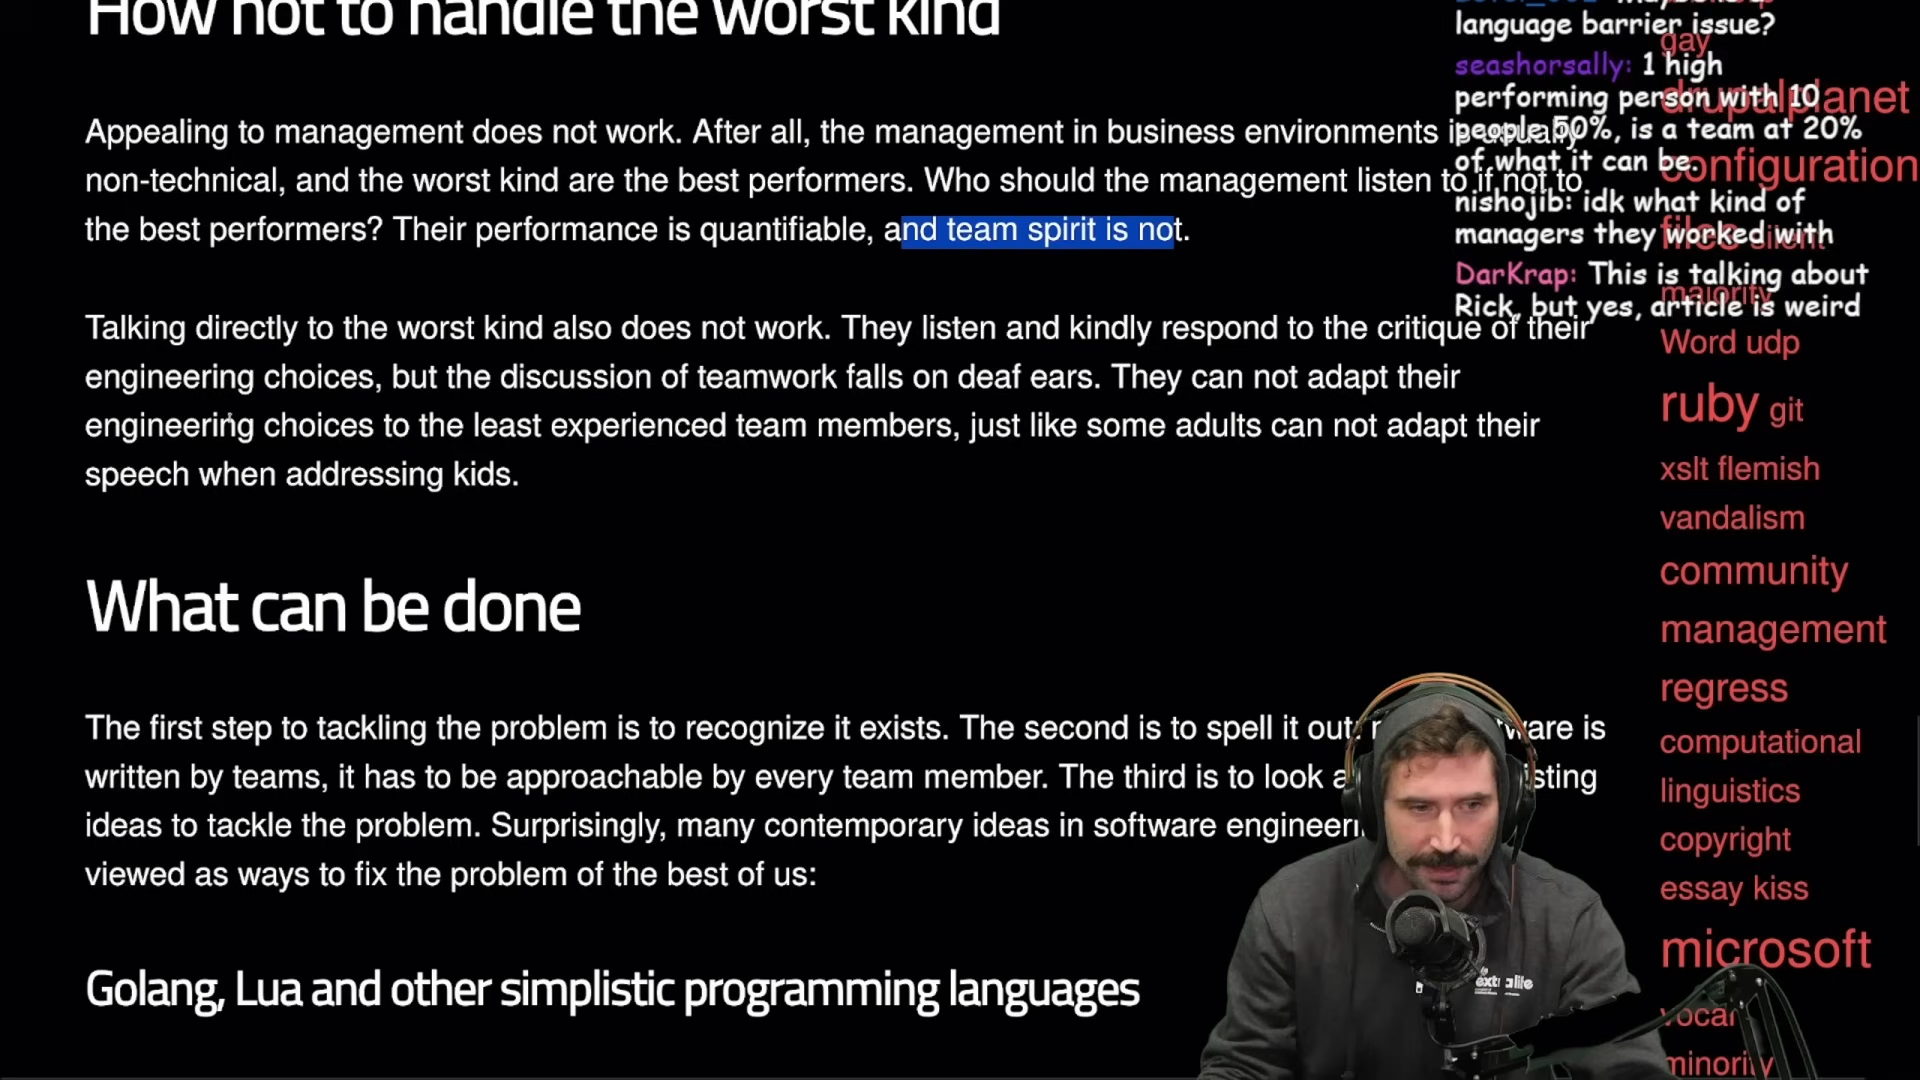 How not to handle the worst kind
Appealing to management does not work. After all, the management in business environments is usually
non-technical, and the worst kind are the best performers. Who should the management listen to if not to
the best performers? Their performance is quantifiable, and team spirit is not.
Talking directly to the worst kind also does not work. They listen and kindly respond to the critique of their
engineering choices, but the discussion of teamwork falls on deaf ears. They can not adapt their
engineering choices to the least experienced team members, just like some adults can not adapt their
speech when addressing kids.
What can be done
The first step to tackling the problem is to recognize it exists. The second is to spell it out: is
written by teams, it has to be approachable by every team member. The third is to look
ideas to tackle the problem. Surprisingly, many contemporary ideas in software
viewed as ways to fix the problem of the best of us:
Golang, Lua and other simplistic programming languages
language barrier issue?
seashorsally: 1 high
performing person with 10
people 50%, is a team at 20%
of what it can be.
nishojib: idk what kind of
managers they worked with
DarKrap: This is talking about
Rick, but yes, article is weird
gay
drupalplanet
configuration
files silent
majority
Word udp
ruby git
xslt flemish
vandalism
community
management
regress
computational
linguistics
copyright
essay kiss
microsoft
minority
extralife